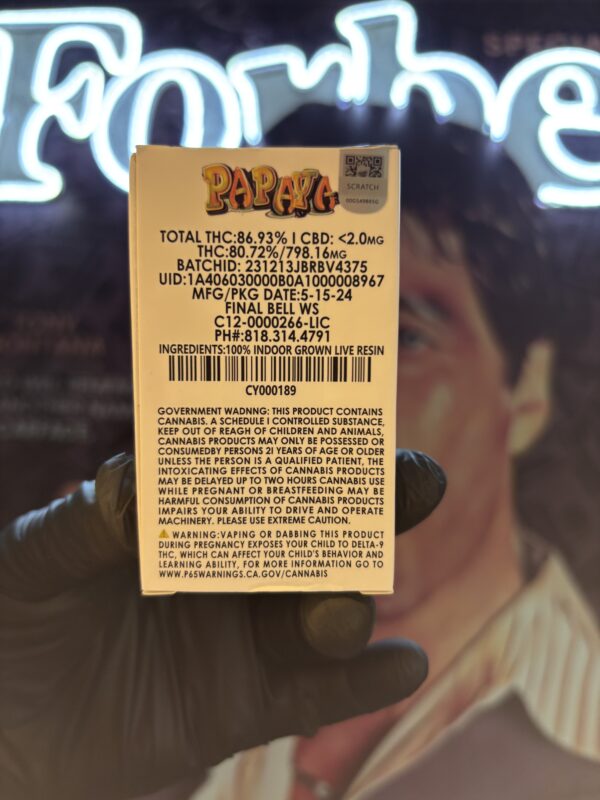 Forbe
PAPAYA
SCRATCH
TOTAL THC:86.93% I CBD: <2.0MG
THC:80.72%/798.16MG
BATCHID: 231213JBRBV4375
UID:1A406030000B0A1000008967
MFG/PKG DATE:5-15-24
FINAL BELL WS
C12-0000266-LIC
PH#:818.314.4791
INGREDIENTS:100% INDOOR GROWN LIVE RESIN
CY000189
GOVERNMENT WADNNG: THIS PRODUCT CONTAINS
CANNABIS. A SCHEDULE I CONTROLLED SUBSTANCE,
KEEP OUT OF REAGH OF CHILDREN AND ANIMALS,
CANNABIS PRODUCTS MAY ONLY BE POSSESSED OR
CONSUMEDBY PERSONS 2I YEARS OF AGE OR OLDER
UNLESS THE PERSON IS A QUALIFIED PATIENT, THE
INTOXICATING EFFECTS OF CANNABIS PRODUCTS
MAY BE DELAYED UP TO TWO HOURS CANNABIS USE
WHILE PREGNANT OR BREASTFEEDING MAY BE
HARMFUL CONSUMPTION OF CANNABIS PRODUCTS
IMPAIRS YOUR ABILITY TO DRIVE AND OPERATE
MACHINERY. PLEASE USE EXTREME CAUTION.
WARNING:VAPING OR DABBING THIS PRODUCT
DURING PREGNANCY EXPOSES YOUR CHILD TO DELTA-9
THC, WHICH CAN AFFECT YOUR CHILD'S BEHAVIOR AND
LEARNING ABILITY, FOR MORE INFORMATION GO TO
WWW.P65WARNINGS.CA.GOV/CANNABIS